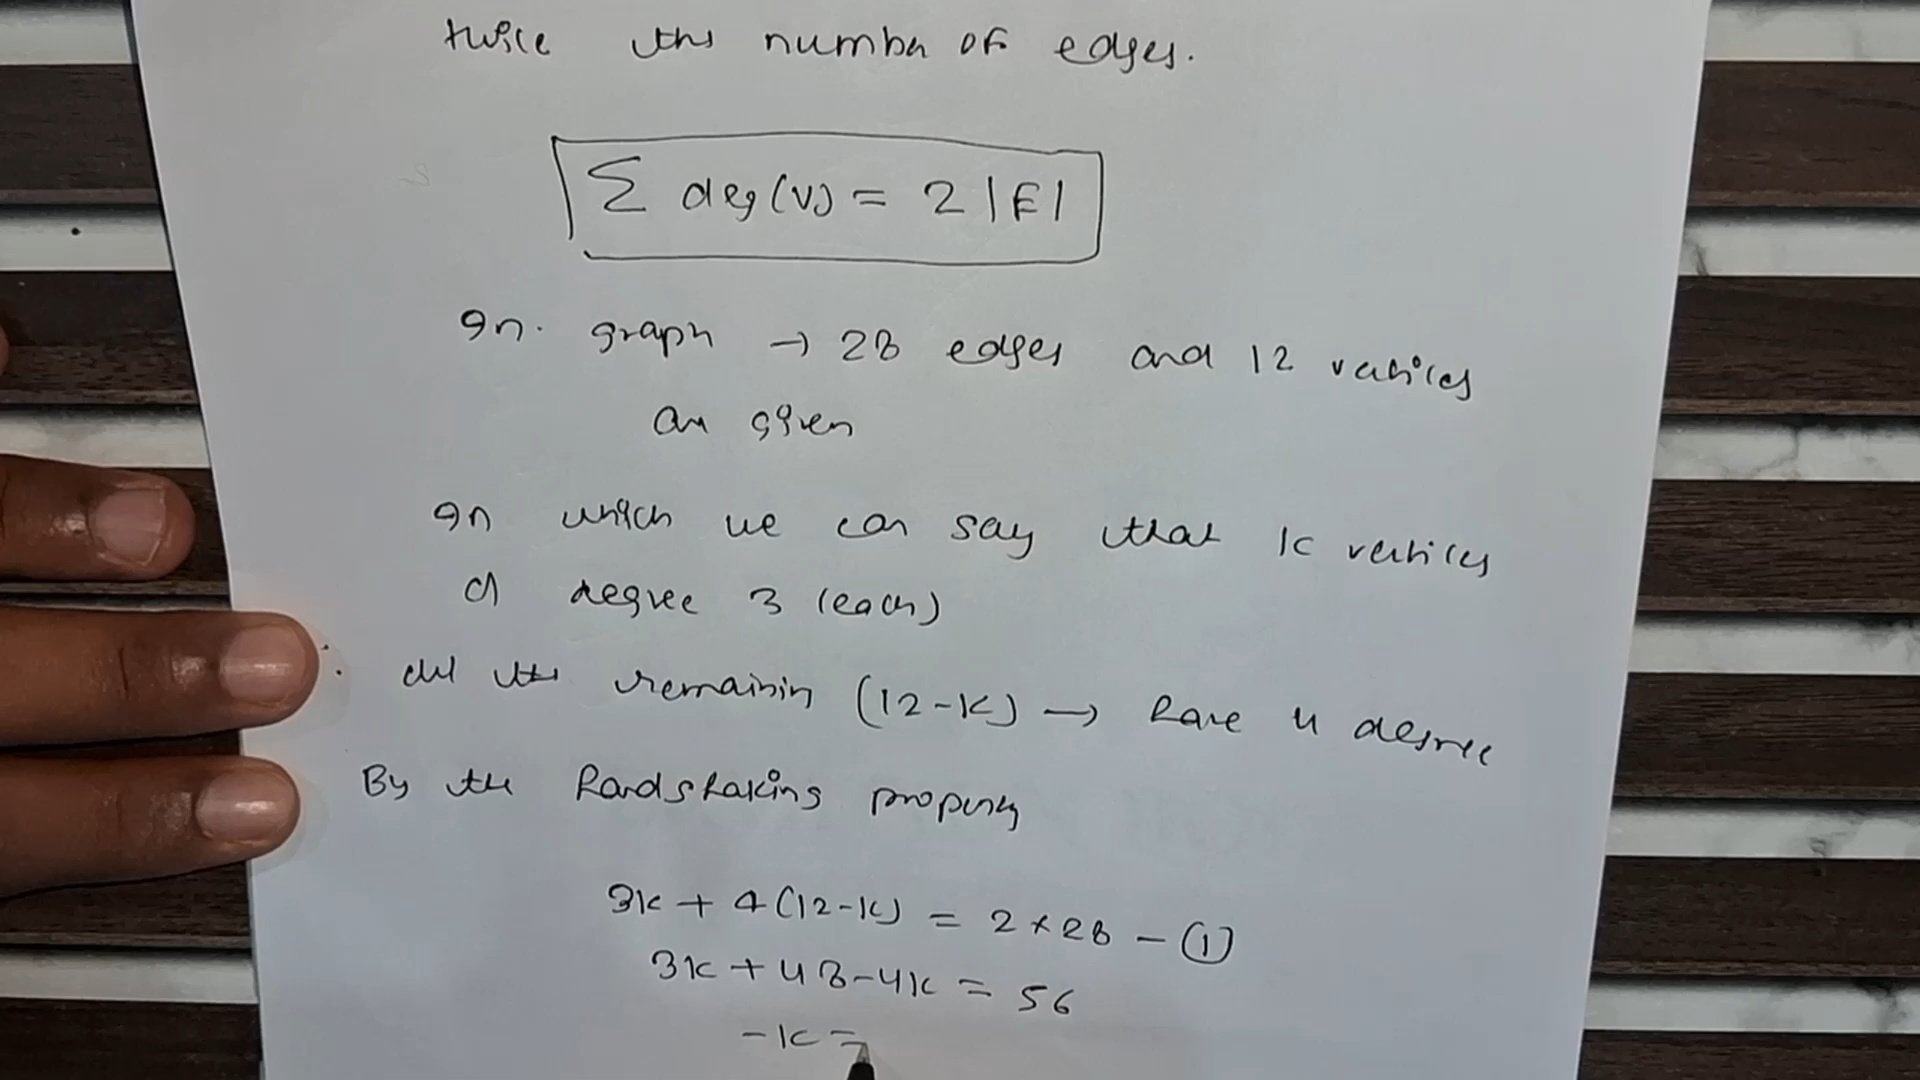 twice the number of edges.
Σ deg(v) = 2|E|
In. graph → 28 edges and 12 vertices
are given
In which we can say that k vertices
of degree 3 (each)
∴ all the remainin (12-k) → have 4 degree
By the Handshaking property
3k + 4(12-k) = 2×28 - (1)
3k + 48-4k = 56
-k =